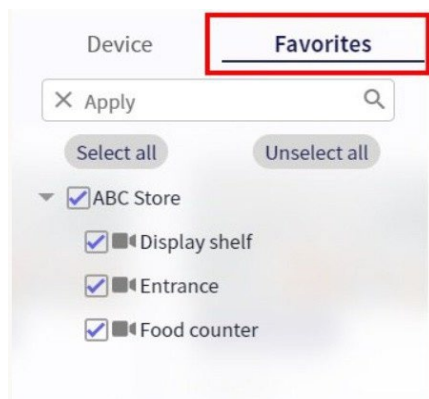 Device Favorites
Apply
Select all Unselect all
ABC Store
Display shelf
Entrance
Food counter